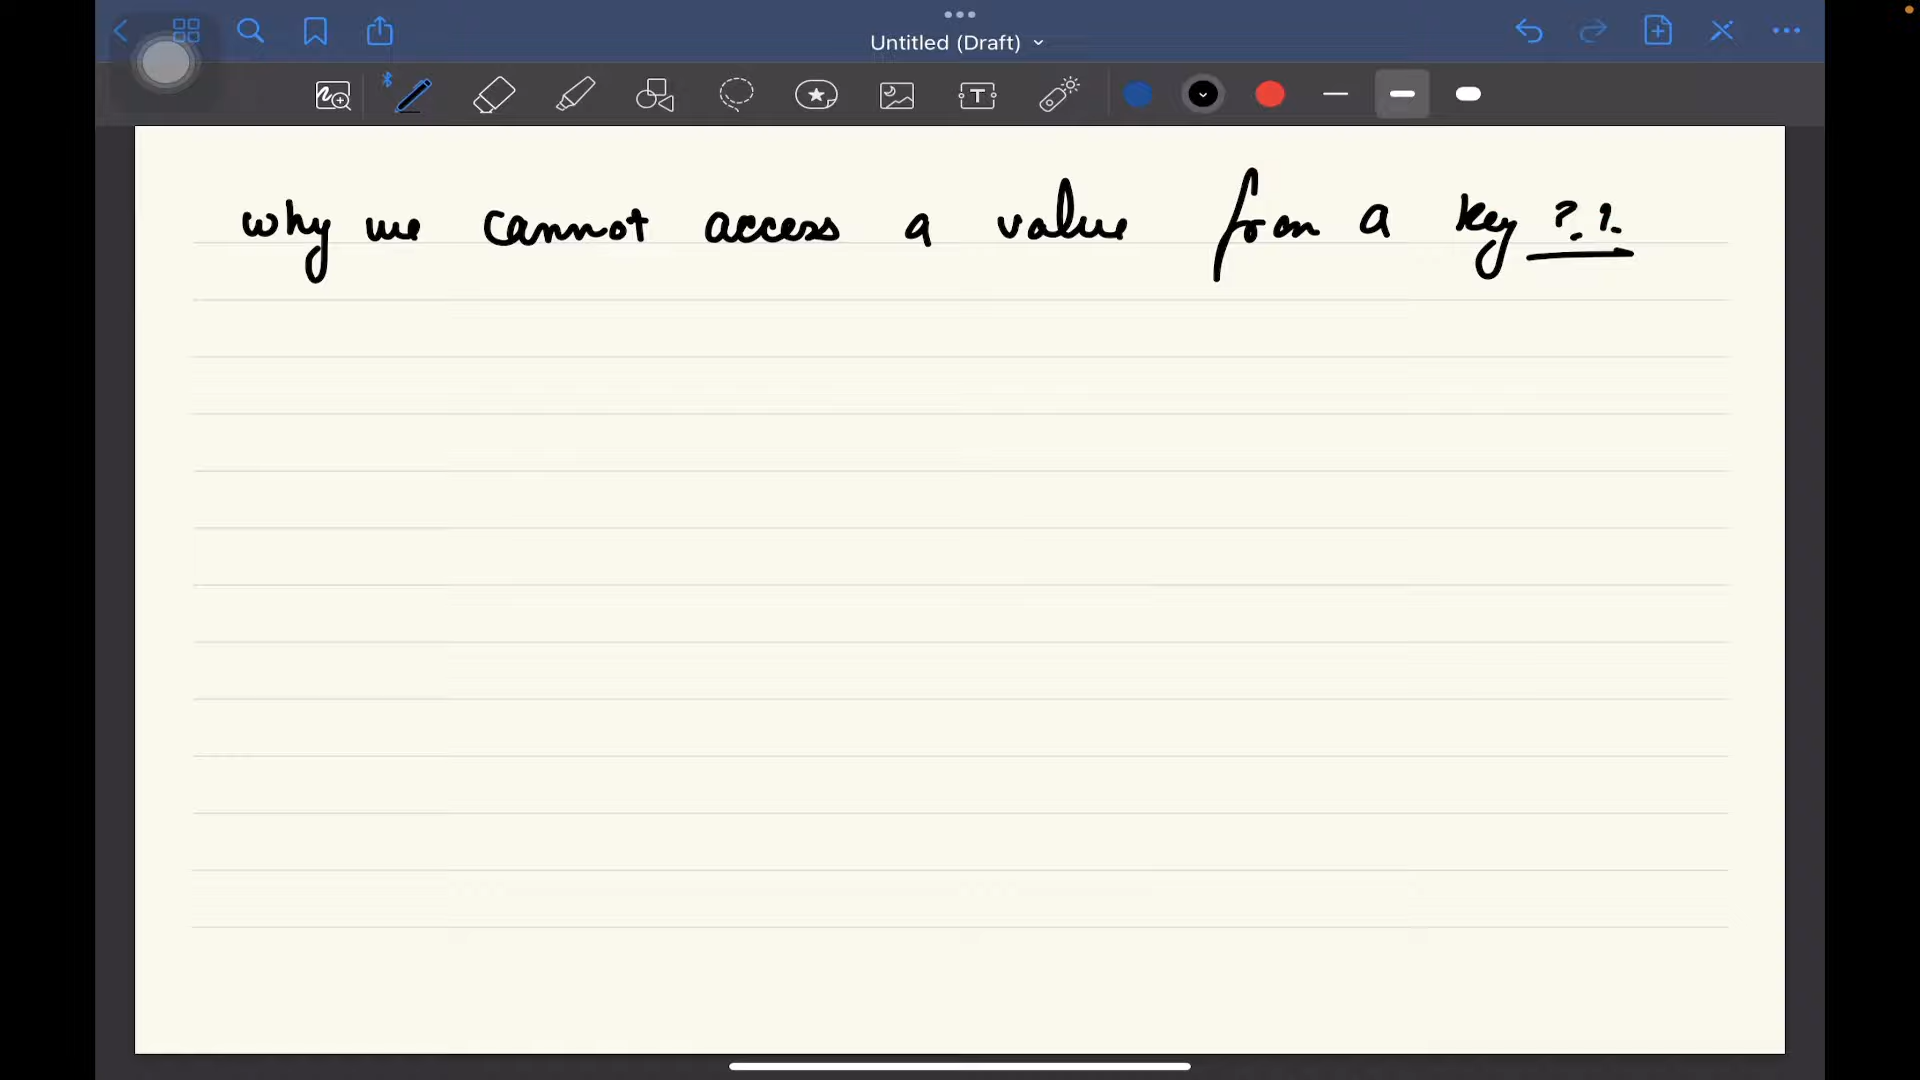 Untitled (Draft)
why we cannot access a value from a key ? ?